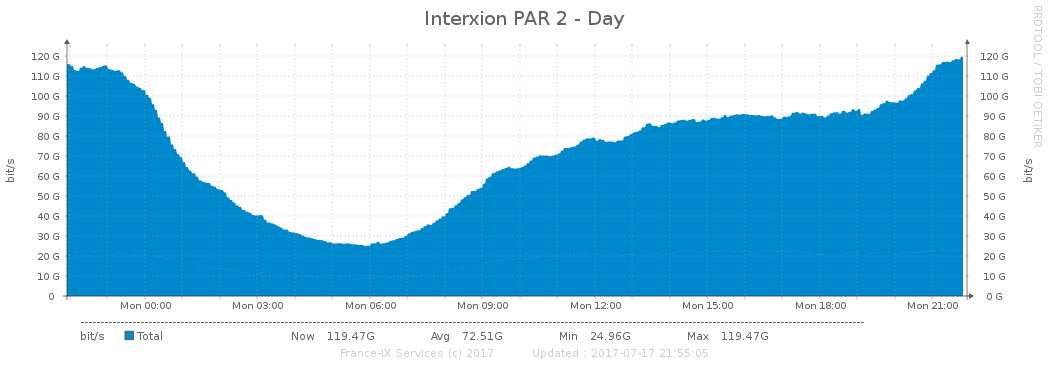 Interxion PAR 2 - Day
RRDTOOL / TOBI OETIKER
bit/s
120 G 120 G
110 G 110 G
100 G 100 G
90 G 90 G
80 G 80 G
70 G 70 G
60 G 60 G
50 G 50 G
40 G 40 G
30 G 30 G
20 G 20 G
10 G 10 G
0 0 G
bit/s
Mon 00:00 Mon 03:00 Mon 06:00 Mon 09:00 Mon 12:00 Mon 15:00 Mon 18:00 Mon 21:00
bit/s Total Now 119.47G Avg 72.51G Min 24.96G Max 119.47G
France-IX Services (c) 2017 Updated : 2017-07-17 21:55:05